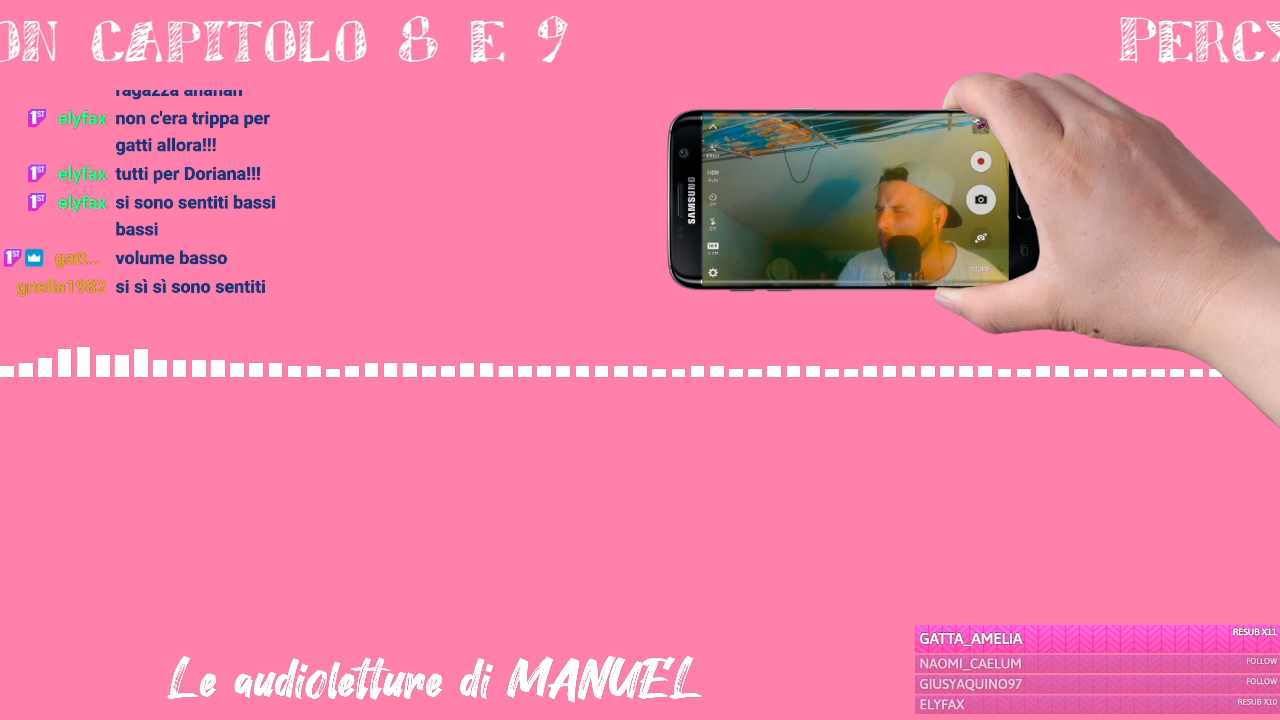 ON CAPITOLO 8 E 9
PERCY
ragazza ahahah
elyfax non c'era trippa per
gatti allora!!!
elyfax tutti per Doriana!!!
elyfax si sono sentiti bassi
bassi
gatt... volume basso
gnella1982 si sì sì sono sentiti
SAMSUNG
HDR
Le audioletture di MANUEL
GATTA_AMELIA RESUB X11
NAOMI_CAELUM FOLLOW
GIUSYAQUINO97 FOLLOW
ELYFAX RESUB X10